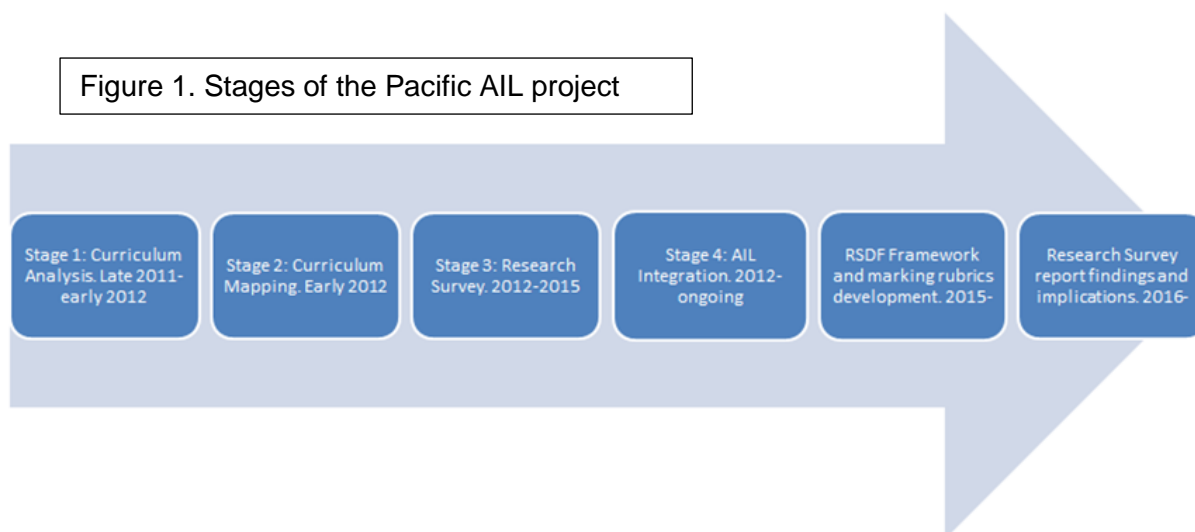 Figure 1. Stages of the Pacific AIL project
Stage 1: Curriculum
Analysis. Late 2011-
early 2012
Stage 2: Curriculum
Mapping. Early 2012
Stage 3: Research
Survey. 2012-2015
Stage 4: AIL
Integration. 2012-
ongoing
RSDF Framework
and marking rubrics
development. 2015-
Research Survey
report findings and
implications. 2016-